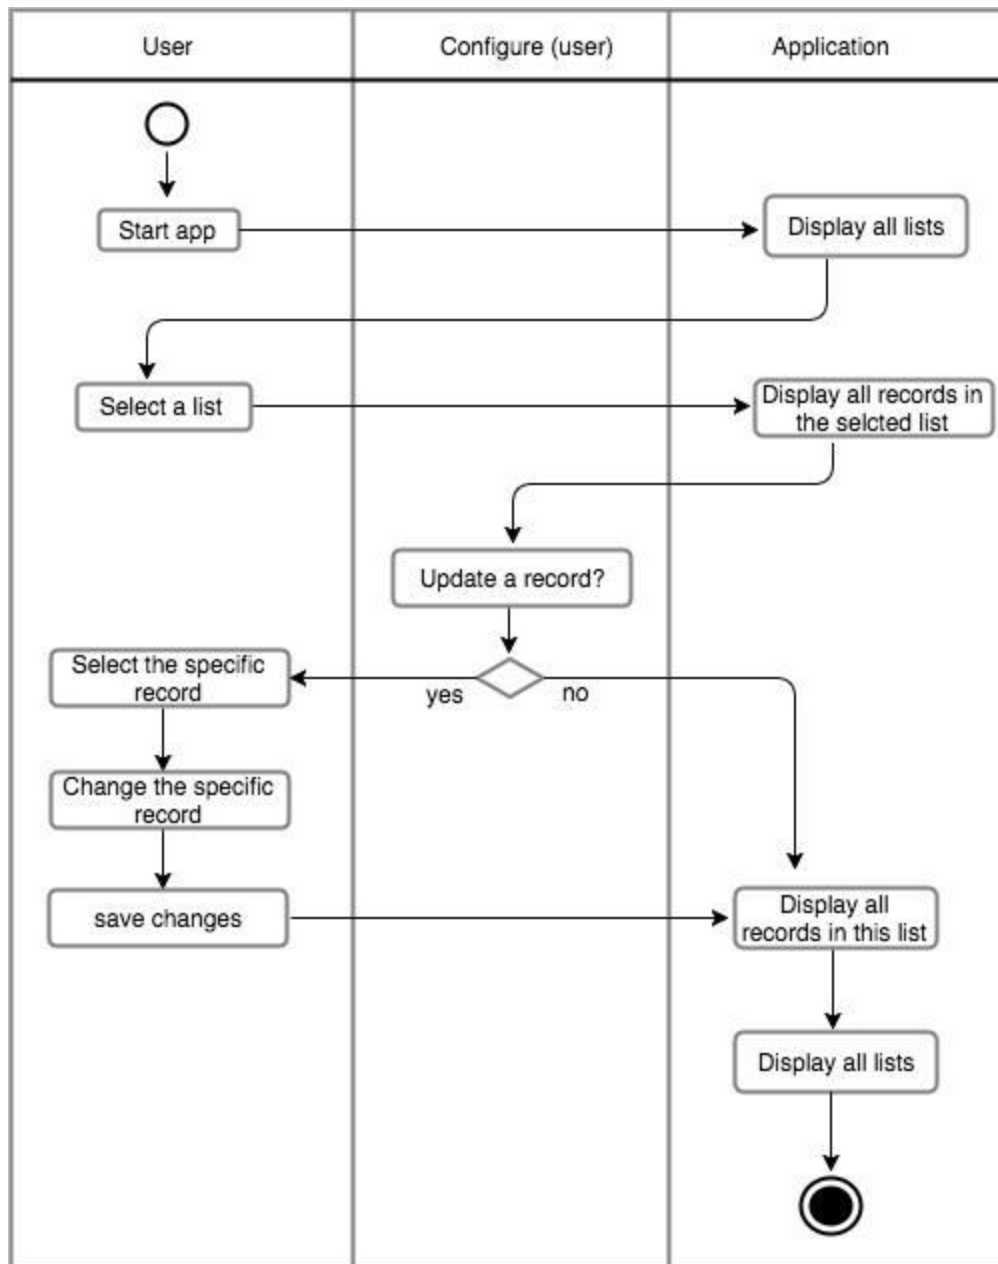 User
Configure (user)
Application
Start app
Display all lists
Select a list
Display all records in
the selcted list
Update a record?
Select the specific
record
yes
no
Change the specific
record
save changes
Display all
records in this list
Display all lists